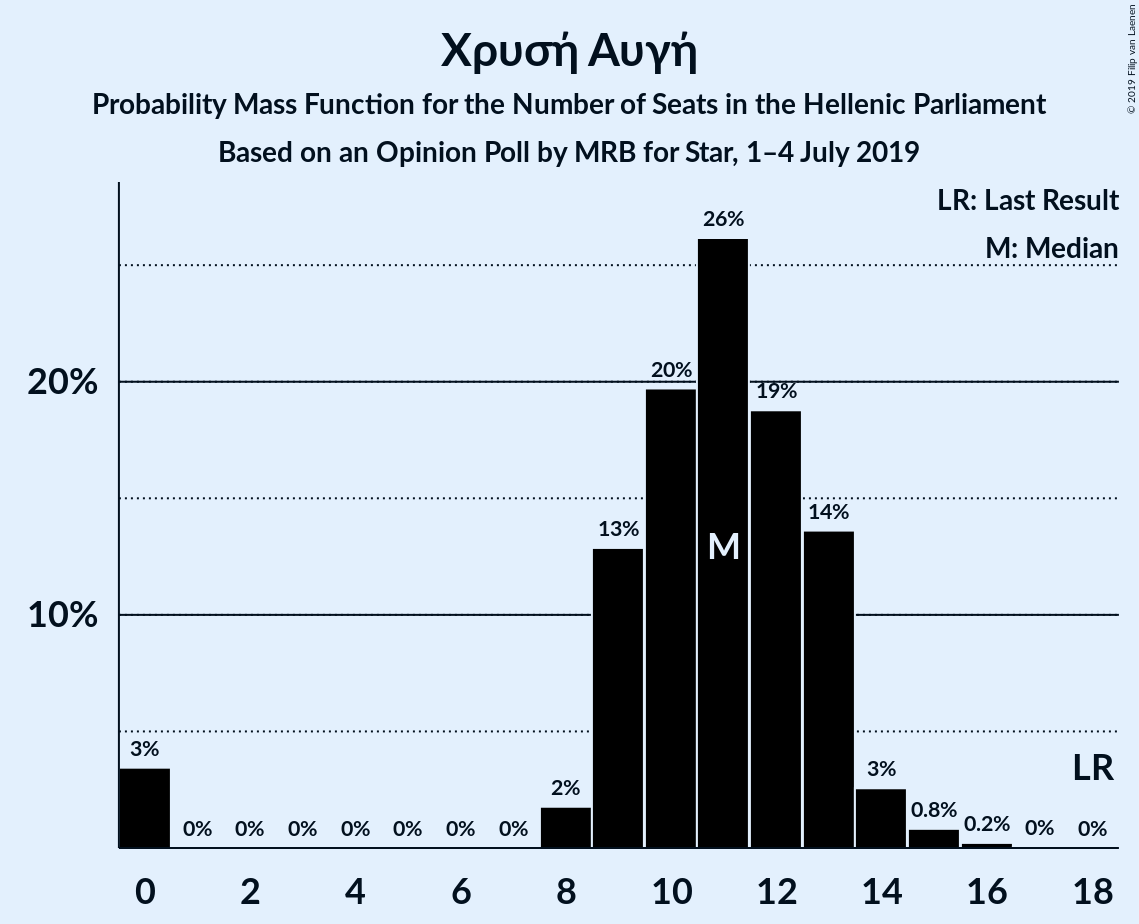 Χρυσή Αυγή
Probability Mass Function for the Number of Seats in the Hellenic Parliament
Based on an Opinion Poll by MRB for Star, 1–4 July 2019
© 2019 Filip van Laenen
LR: Last Result
M: Median
26%
20%
20%
19%
14%
13%
M
10%
3%
LR
3%
2%
0.8%
0.2%
0% 0% 0% 0% 0% 0% 0% 0% 0%
0 2 4 6 8 10 12 14 16 18